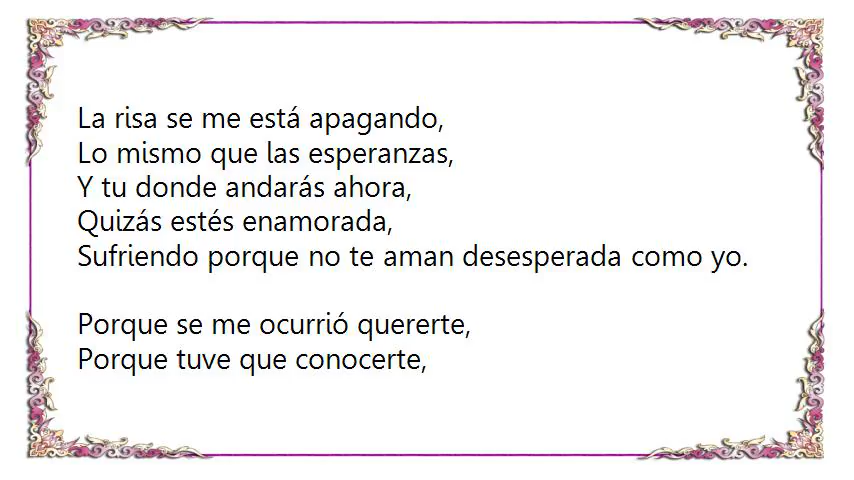 La risa se me está apagando,
Lo mismo que las esperanzas,
Y tu donde andarás ahora,
Quizás estés enamorada,
Sufriendo porque no te aman desesperada como yo.

Porque se me ocurrió quererte,
Porque tuve que conocerte,